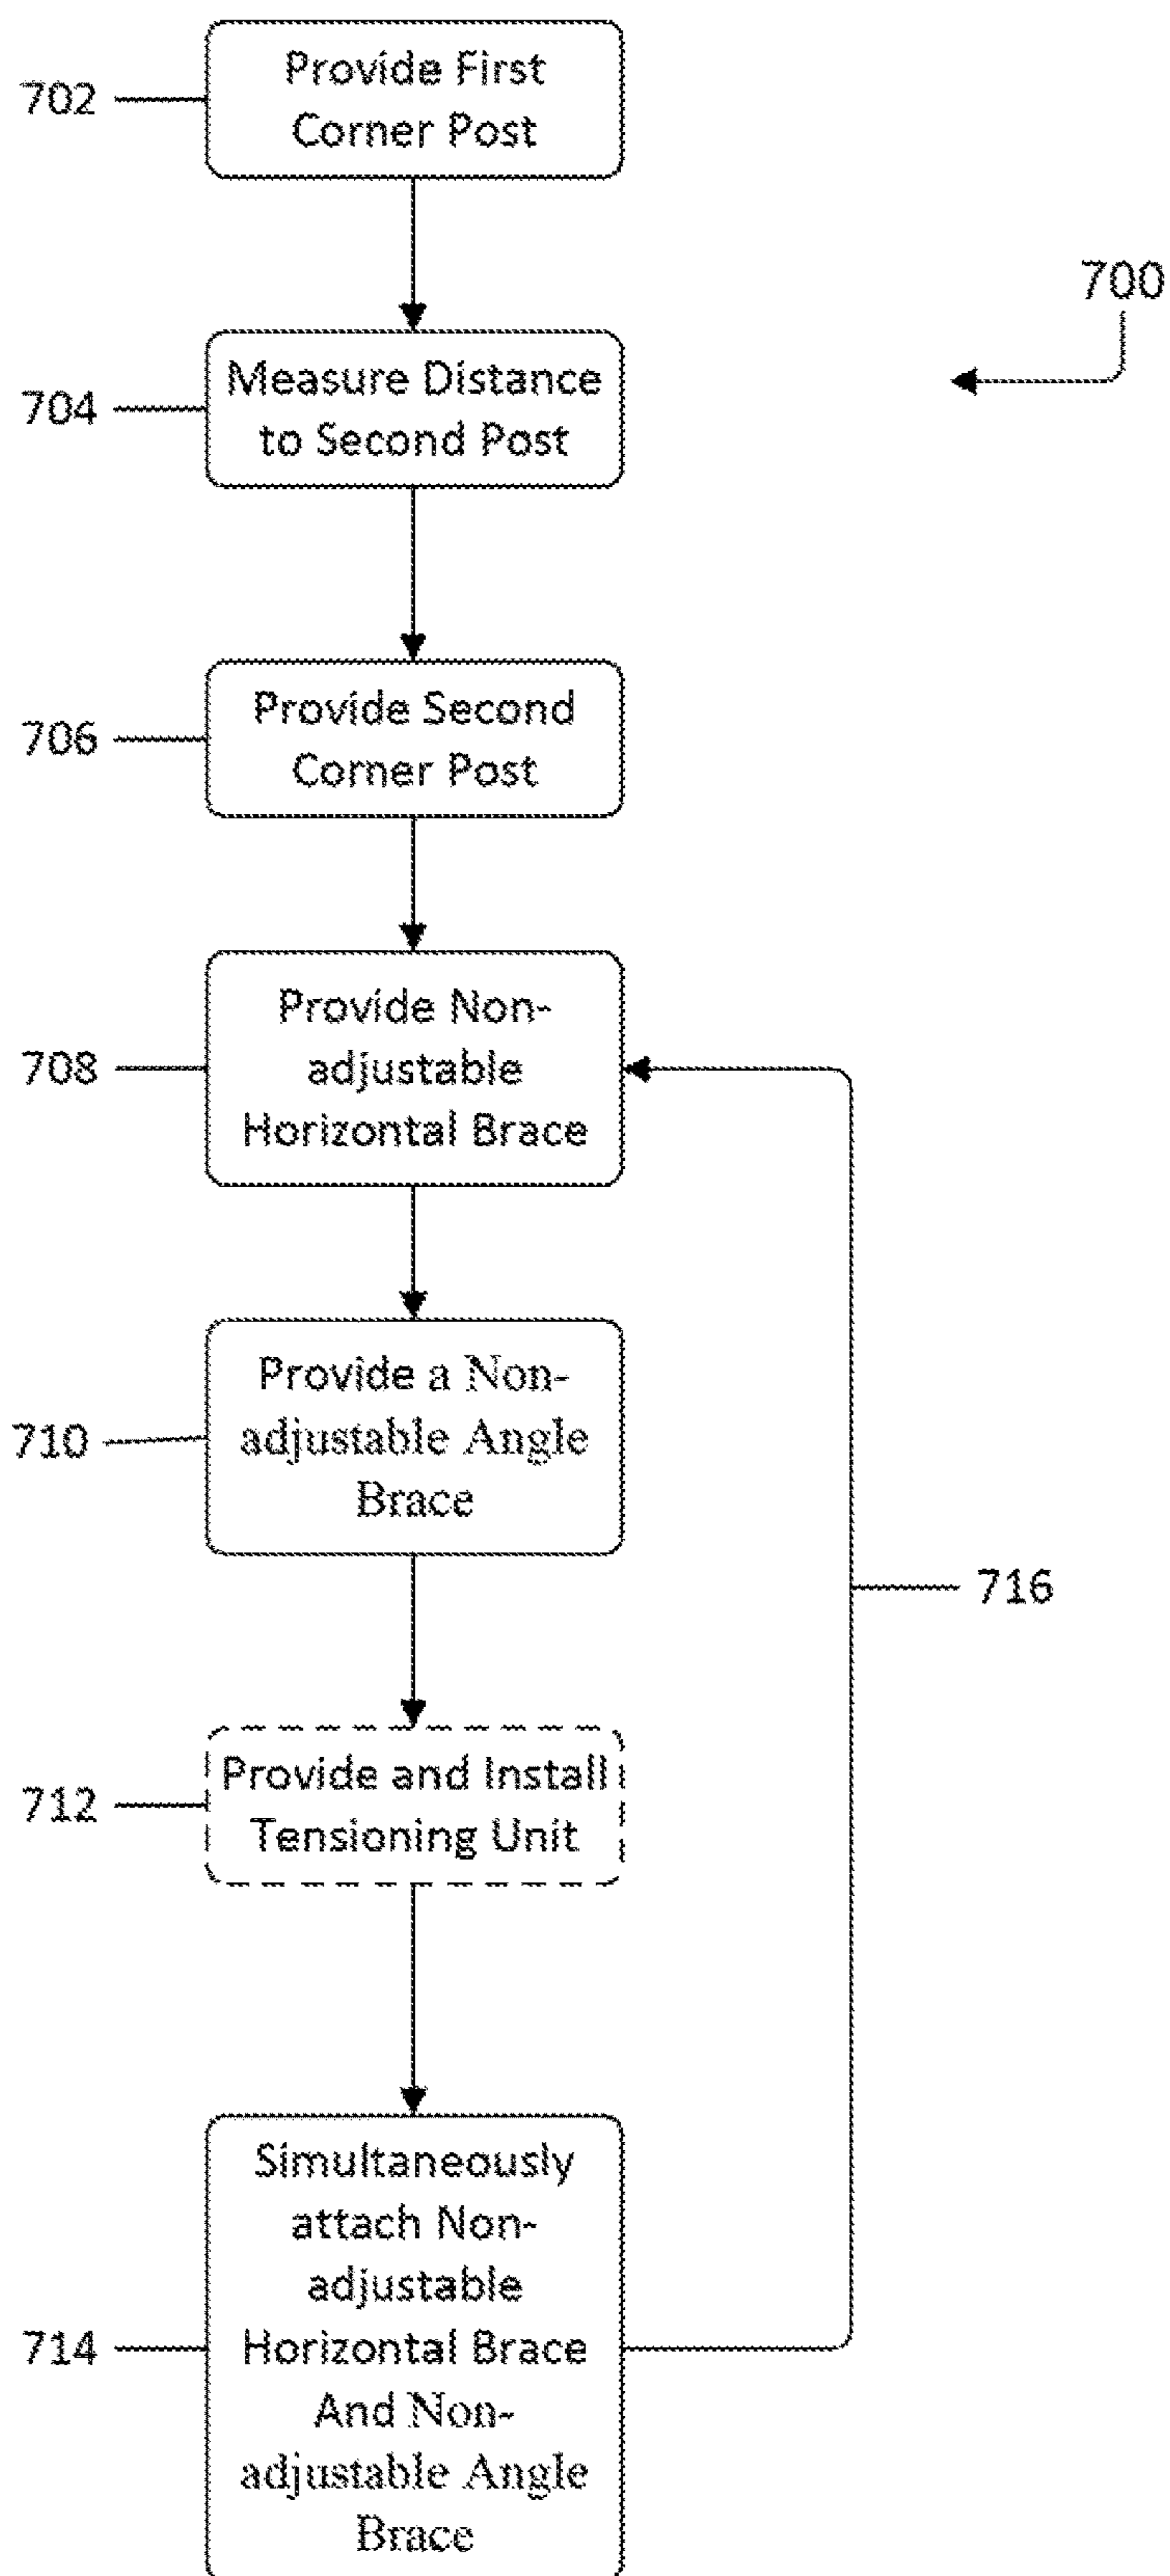 702
Provide First
Corner Post
700
704
Measure Distance
to Second Post
706
Provide Second
Corner Post
708
Provide Non-
adjustable
Horizontal Brace
710
Provide a Non-
adjustable Angle
Brace
716
712
Provide and Install
Tensioning Unit
714
Simultaneously
attach Non-
adjustable
Horizontal Brace
And Non-
adjustable Angle
Brace